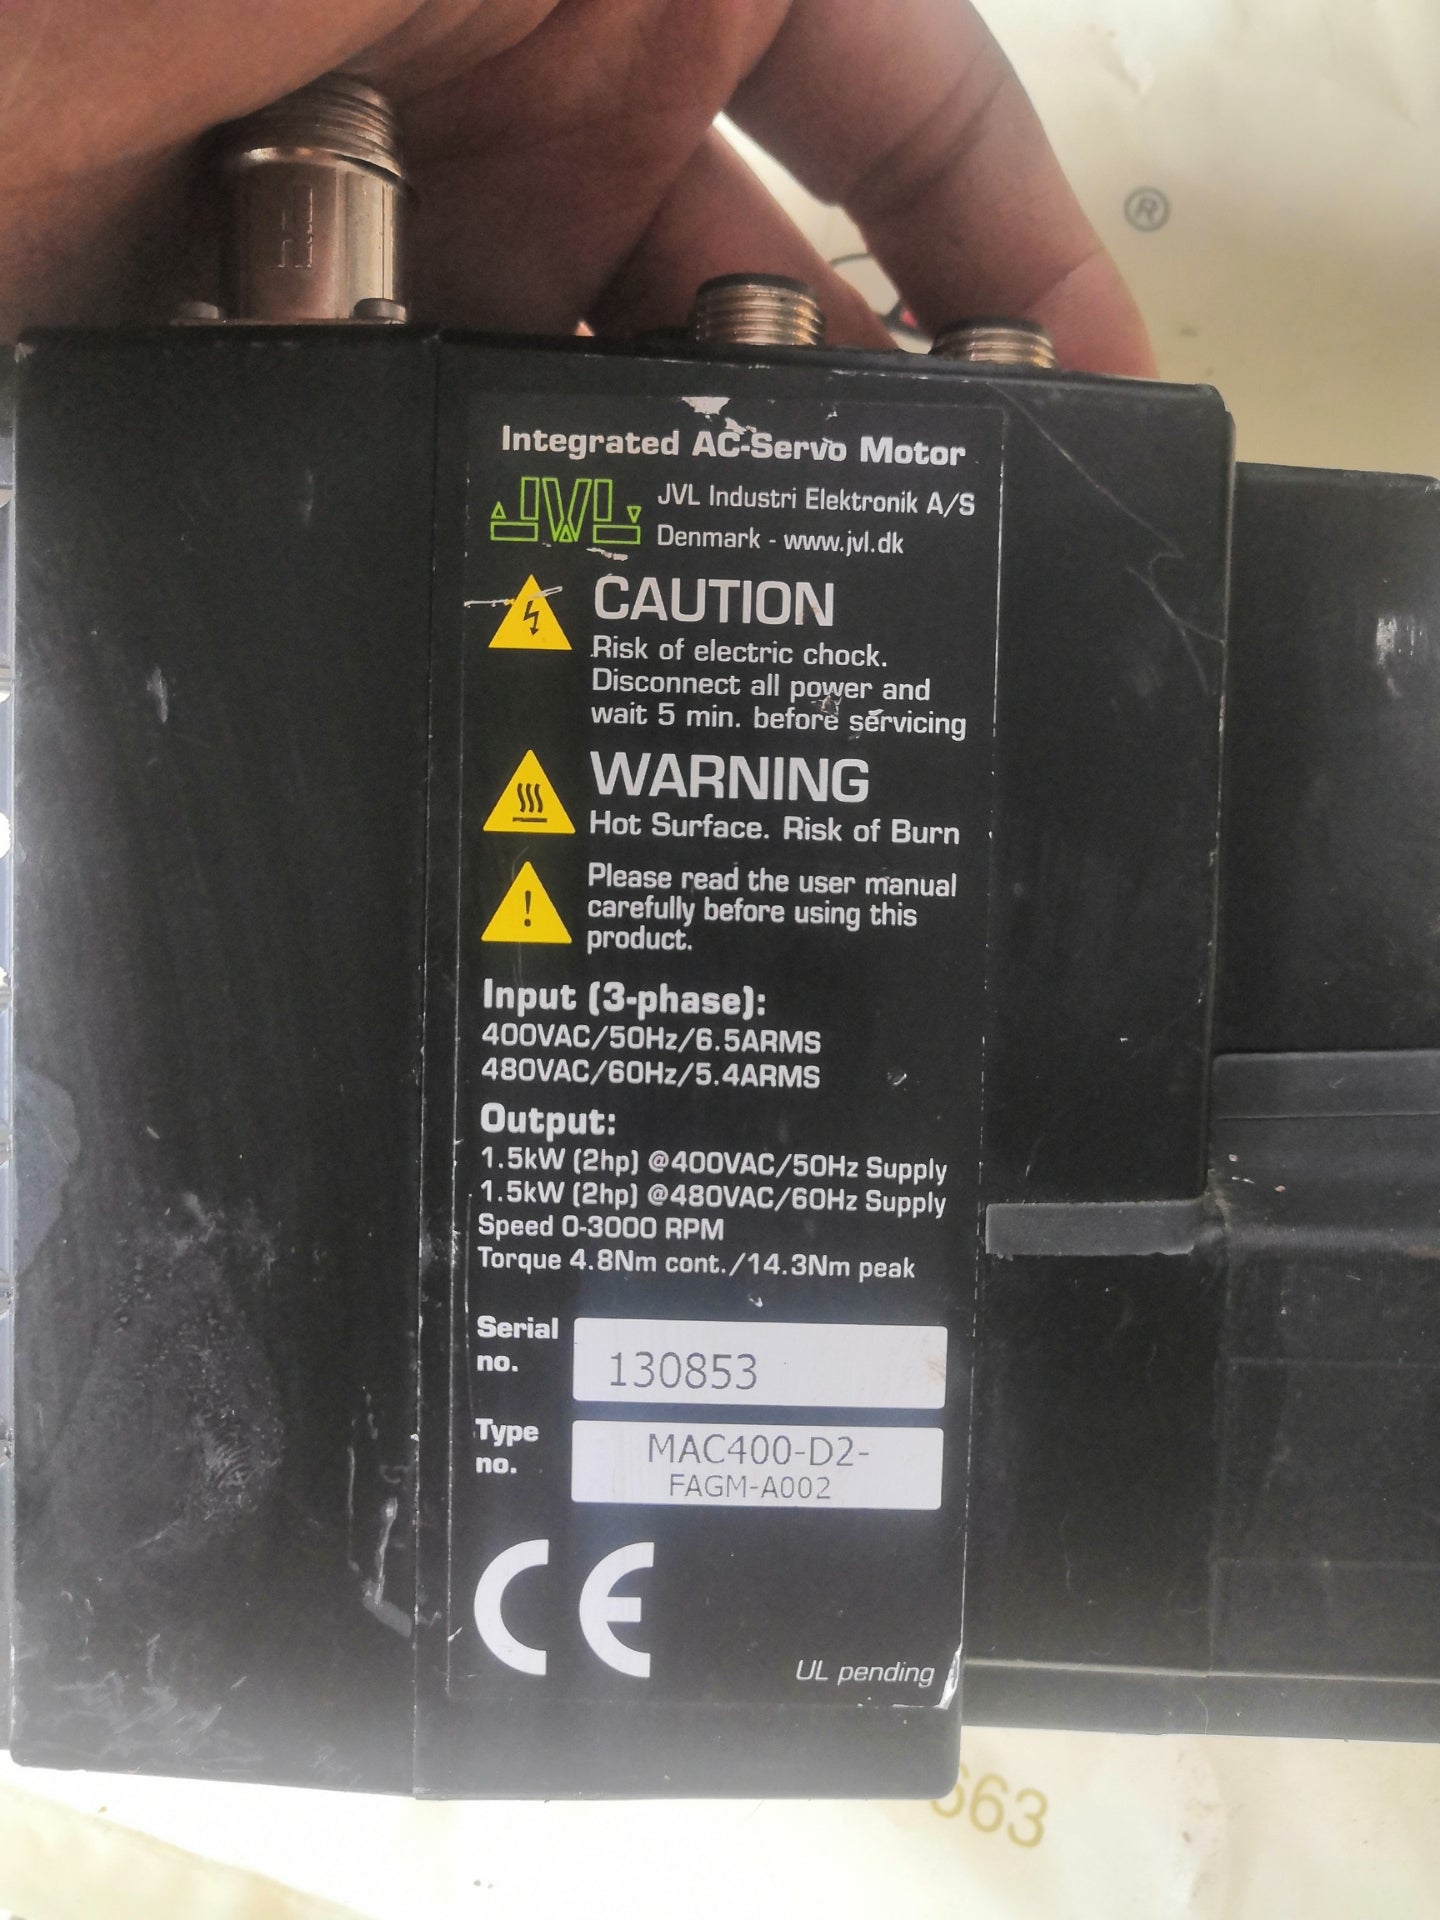 ®
Integrated AC-Servo Motor
JVL
JVL Industri Elektronik A/S
Denmark - www.jvl.dk
CAUTION
Risk of electric chock.
Disconnect all power and
wait 5 min. before servicing
WARNING
Hot Surface. Risk of Burn
Please read the user manual
carefully before using this
product.
Input (3-phase):
400VAC/50Hz/6.5ARMS
480VAC/60Hz/5.4ARMS
Output:
1.5kW (2hp) @400VAC/50Hz Supply
1.5kW (2hp) @480VAC/60Hz Supply
Speed 0-3000 RPM
Torque 4.8Nm cont./14.3Nm peak
Serial no. 130853
Type no. MAC400-D2-
FAGM-A002
CE
UL pending